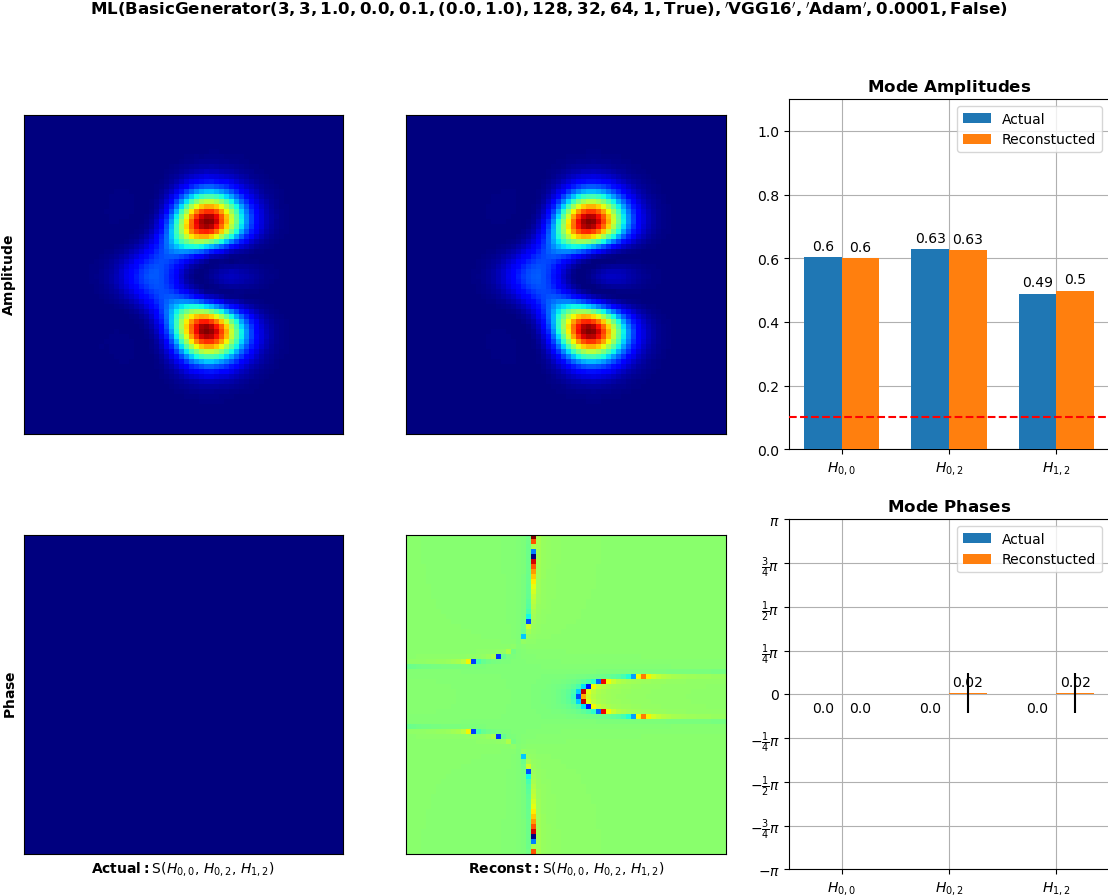 ML(BasicGenerator(3, 3, 1.0, 0.0, 0.1, (0.0, 1.0), 128, 32, 64, 1, True), ′VGG16′, ′Adam′, 0.0001, False)
Amplitude
Mode Amplitudes
Actual
Reconstucted
1.0
0.8
0.6
0.4
0.2
0.0
0.6 0.6 0.63 0.63 0.49 0.5
H0,0 H0,2 H1,2
Phase
Actual: S(H0,0, H0,2, H1,2)
Reconst: S(H0,0, H0,2, H1,2)
Mode Phases
Actual
Reconstucted
π
3/4π
1/2π
1/4π
0
−1/4π
−1/2π
−3/4π
−π
0.0 0.0 0.0 0.02 0.0 0.02
H0,0 H0,2 H1,2